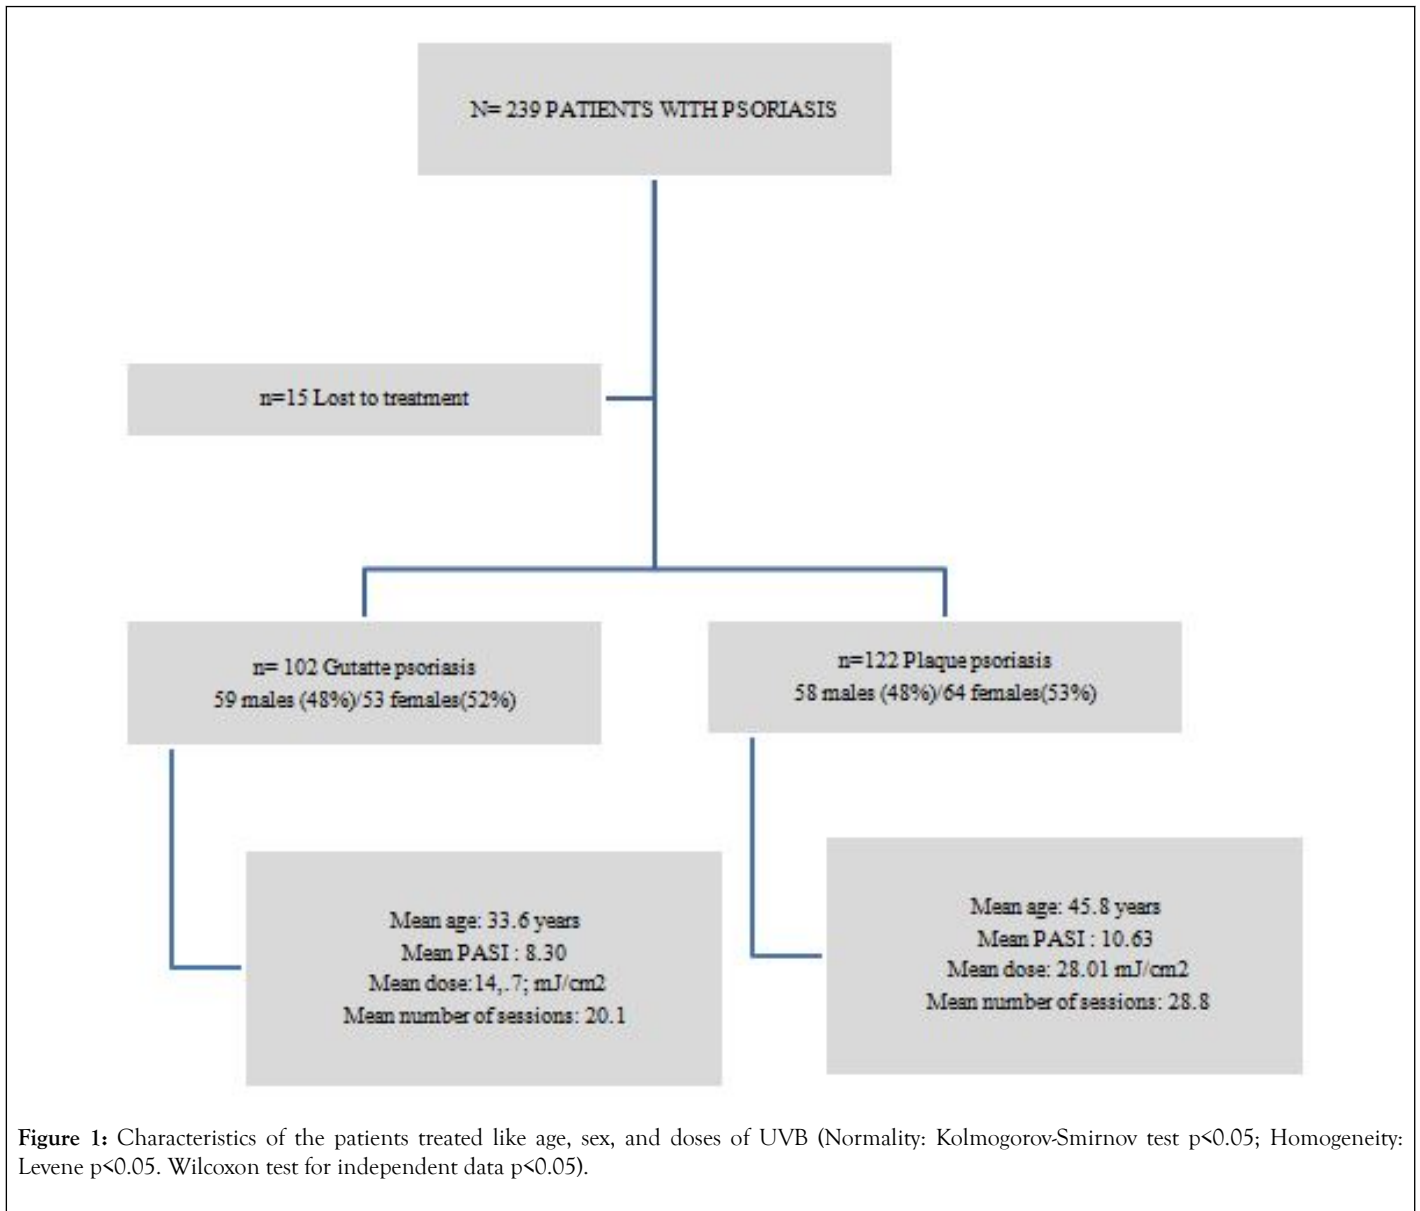 N= 239 PATIENTS WITH PSORIASIS
n=15 Lost to treatment
n= 102 Gutatte psoriasis
59 males (48%)/53 females(52%)
n=122 Plaque psoriasis
58 males (48%)/64 females(53%)
Mean age: 33.6 years
Mean PASI : 8.30
Mean dose:14,.7; mJ/cm2
Mean number of sessions: 20.1
Mean age: 45.8 years
Mean PASI : 10.63
Mean dose: 28.01 mJ/cm2
Mean number of sessions: 28.8
Figure 1: Characteristics of the patients treated like age, sex, and doses of UVB (Normality: Kolmogorov-Smirnov test p<0.05; Homogeneity:
Levene p<0.05. Wilcoxon test for independent data p<0.05).